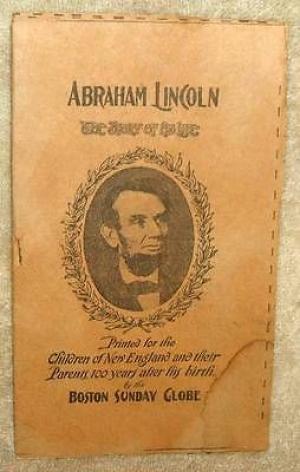 ABRAHAM LINCOLN
THE STORY OF HIS LIFE
Printed for the
Children of New England and their
Parents, 100 years after his birth,
by the
BOSTON SUNDAY GLOBE